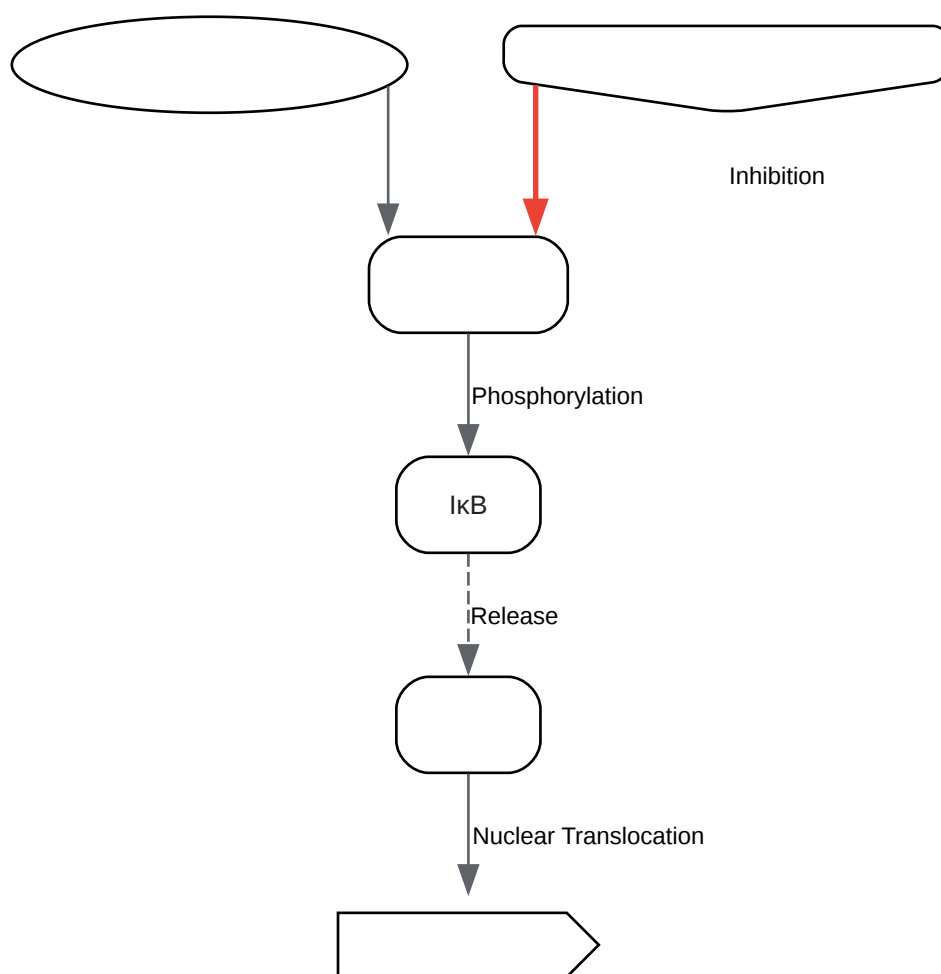 Inhibition
Phosphorylation
IκB
Release
Nuclear Translocation